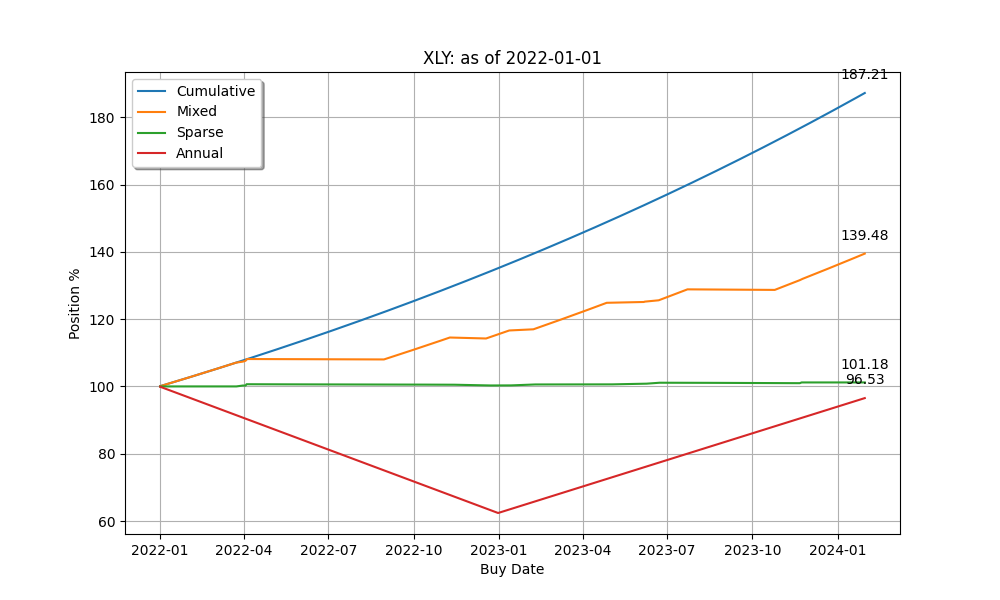 XLY: as of 2022-01-01
Cumulative
Mixed
Sparse
Annual
187.21
139.48
101.18
96.53
Position %
180
160
140
120
100
80
60
2022-01 2022-04 2022-07 2022-10 2023-01 2023-04 2023-07 2023-10 2024-01
Buy Date